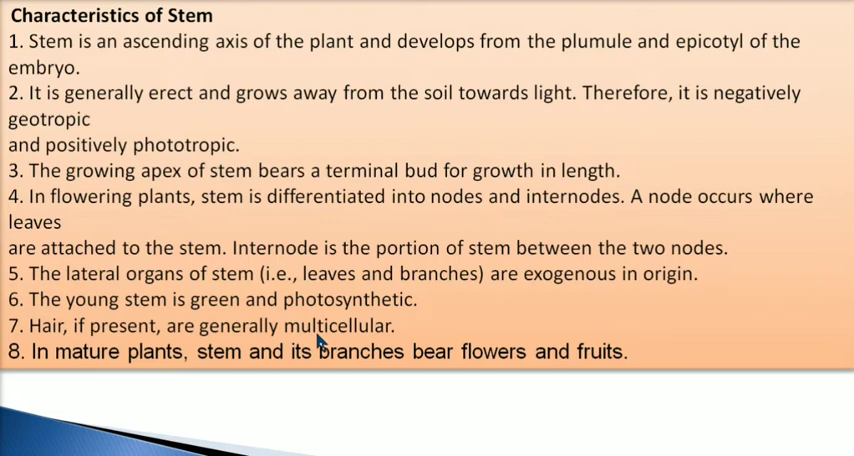 Characteristics of Stem
1. Stem is an ascending axis of the plant and develops from the plumule and epicotyl of the
embryo.
2. It is generally erect and grows away from the soil towards light. Therefore, it is negatively
geotropic
and positively phototropic.
3. The growing apex of stem bears a terminal bud for growth in length.
4. In flowering plants, stem is differentiated into nodes and internodes. A node occurs where
leaves
are attached to the stem. Internode is the portion of stem between the two nodes.
5. The lateral organs of stem (i.e., leaves and branches) are exogenous in origin.
6. The young stem is green and photosynthetic.
7. Hair, if present, are generally multicellular.
8. In mature plants, stem and its branches bear flowers and fruits.